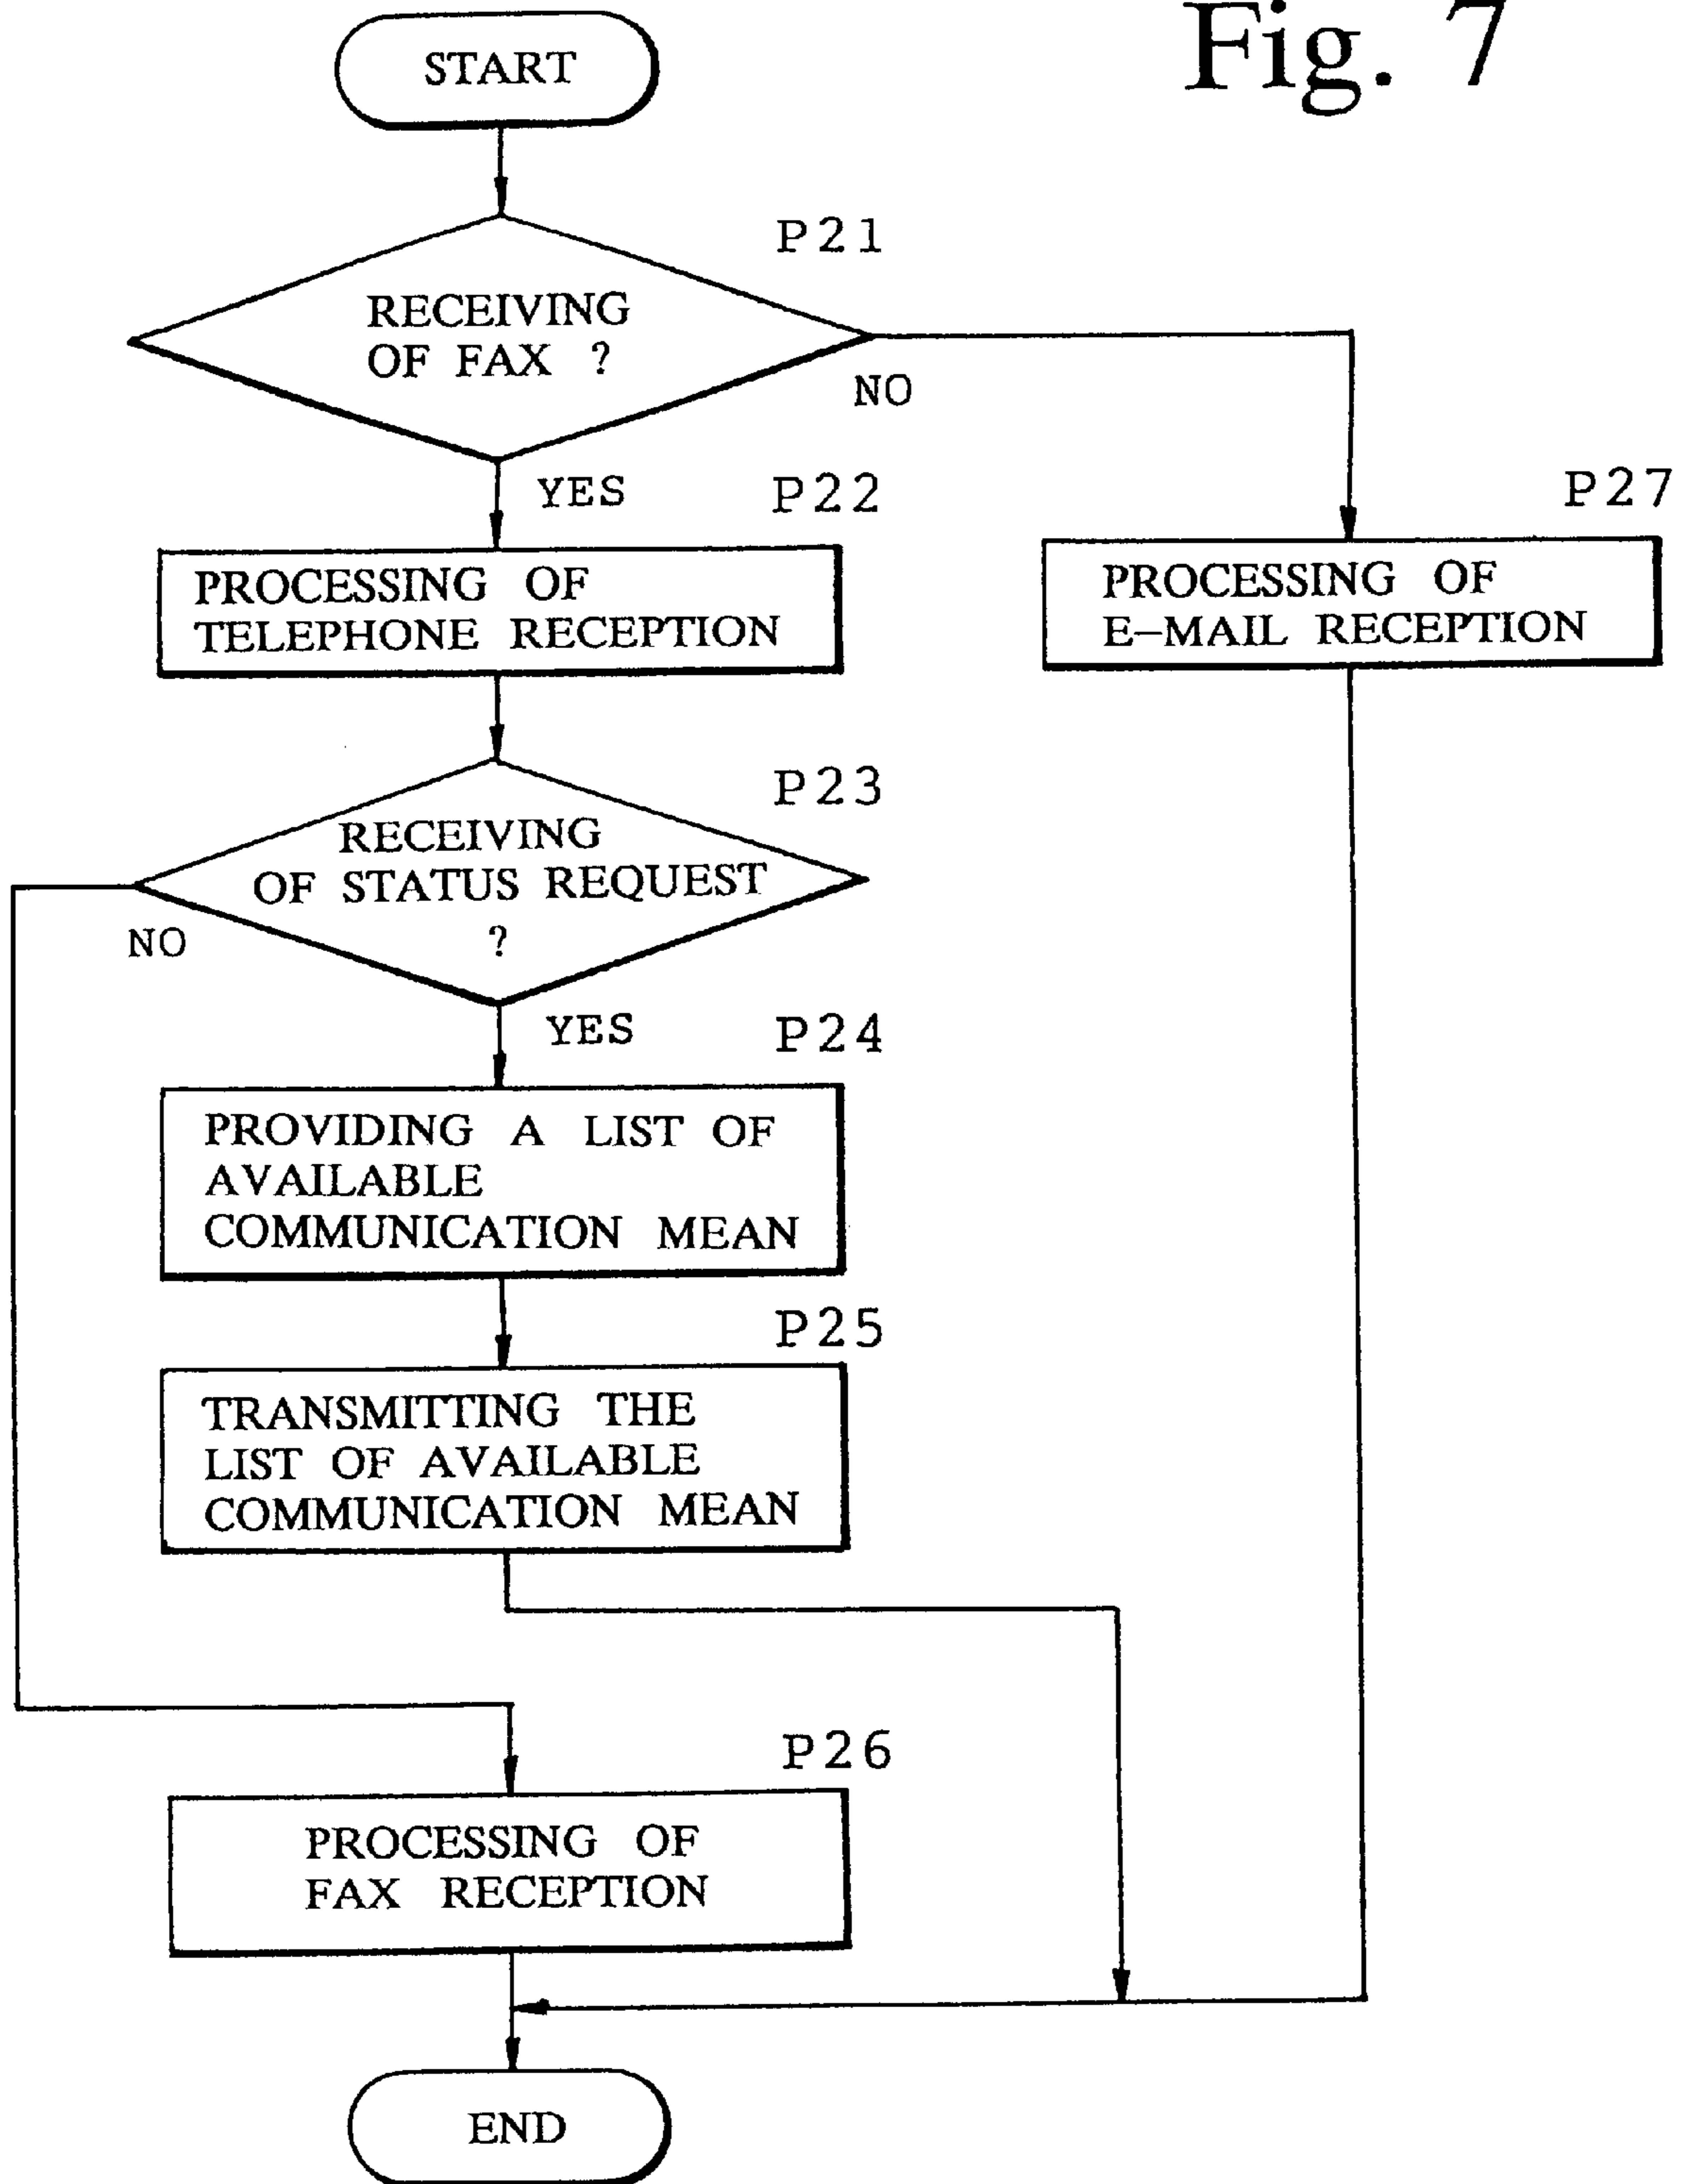 Fig. 7
START
P21
RECEIVING
OF FAX ?
NO
YES
P22
PROCESSING OF
TELEPHONE RECEPTION
P27
PROCESSING OF
E-MAIL RECEPTION
P23
RECEIVING
OF STATUS REQUEST
?
NO
YES
P24
PROVIDING A LIST OF
AVAILABLE
COMMUNICATION MEAN
P25
TRANSMITTING THE
LIST OF AVAILABLE
COMMUNICATION MEAN
P26
PROCESSING OF
FAX RECEPTION
END